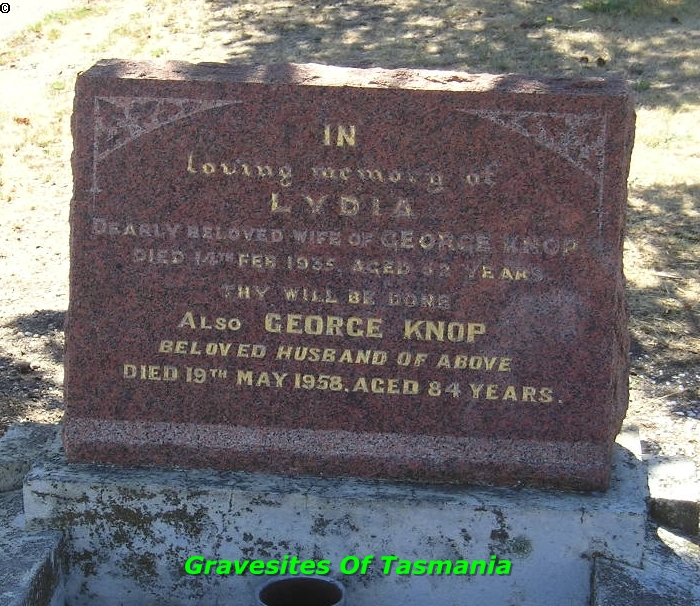 ©
IN
Loving memory of
LYDIA
DEARLY BELOVED WIFE OF GEORGE KNOP
DIED 14TH FEB 1935, AGED 52 YEARS
THY WILL BE DONE
ALSO GEORGE KNOP
BELOVED HUSBAND OF ABOVE
DIED 19TH MAY 1958. AGED 84 YEARS.
Gravesites Of Tasmania